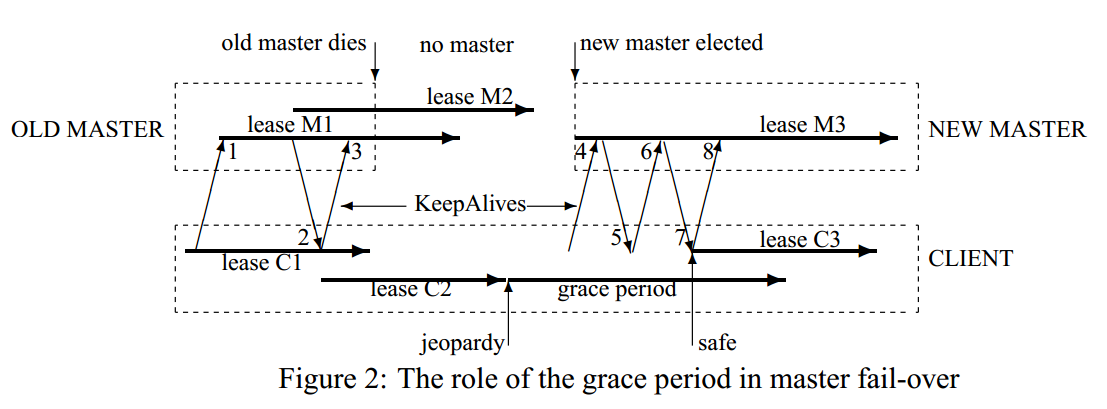 old master dies no master new master elected
lease M2
OLD MASTER lease M1 lease M3 NEW MASTER
1 3 4 6 8
KeepAlives
2 5 7 lease C3
lease C1 CLIENT
lease C2 grace period
jeopardy safe
Figure 2: The role of the grace period in master fail-over